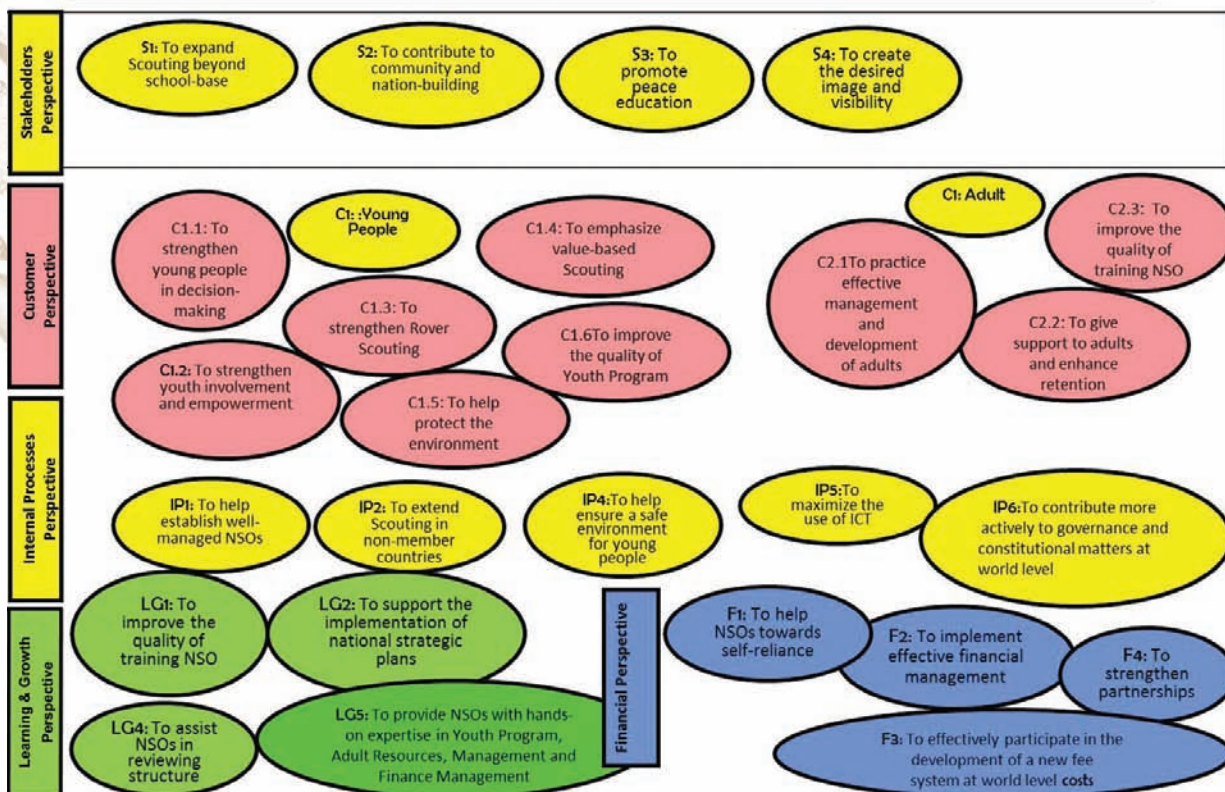 Stakeholders
Perspective
S1: To expand
Scouting beyond
school-base
S2: To contribute to
community and
nation-building
S3: To
promote
peace
education
S4: To create
the desired
image and
visibility
Customer
Perspective
C1.1: To
strengthen
young people
in decision-
making
C1: :Young
People
C1.4: To emphasize
value-based
Scouting
C1.3: To
strengthen Rover
Scouting
C1.6To improve
the quality of
Youth Program
C1.2: To strengthen
youth involvement
and empowerment
C1.5: To help
protect the
environment
C1: Adult
C2.1To practice
effective
management
and
development
of adults
C2.3: To
improve the
quality of
training NSO
C2.2: To give
support to adults
and enhance
retention
Internal Processes
Perspective
IP1: To help
establish well-
managed NSOs
IP2: To extend
Scouting in
non-member
countries
IP4:To help
ensure a safe
environment
for young
people
IP5:To
maximize the
use of ICT
IP6:To contribute more
actively to governance and
constitutional matters at
world level
Learning & Growth
Perspective
LG1: To
improve the
quality of
training NSO
LG2: To support the
implementation of
national strategic
plans
LG4: To assist
NSOs in
reviewing
structure
LG5: To provide NSOs with hands-
on expertise in Youth Program,
Adult Resources, Management and
Finance Management
Financial Perspective
F1: To help
NSOs towards
self-reliance
F2: To implement
effective financial
management
F4: To
strengthen
partnerships
F3: To effectively participate in the
development of a new fee
system at world level costs